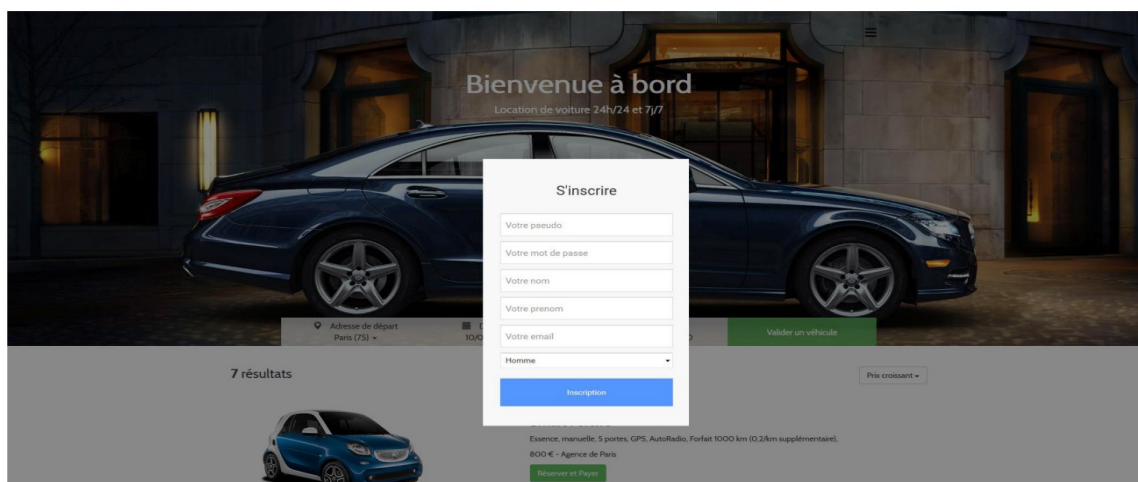 Bienvenue à bord
Location de voiture 24h/24 et 7j/7
S'inscrire
Votre pseudo
Votre mot de passe
Votre nom
Votre prenom
Votre email
Homme
Inscription
Adresse de départ
Paris (75)
Valider un véhicule
7 résultats
Prix croissant
Essence, manuelle, 5 portes, GPS, AutoRadio, Forfait 1000 km (0,2/km supplémentaire),
800 € - Agence de Paris
Réserver et Payer